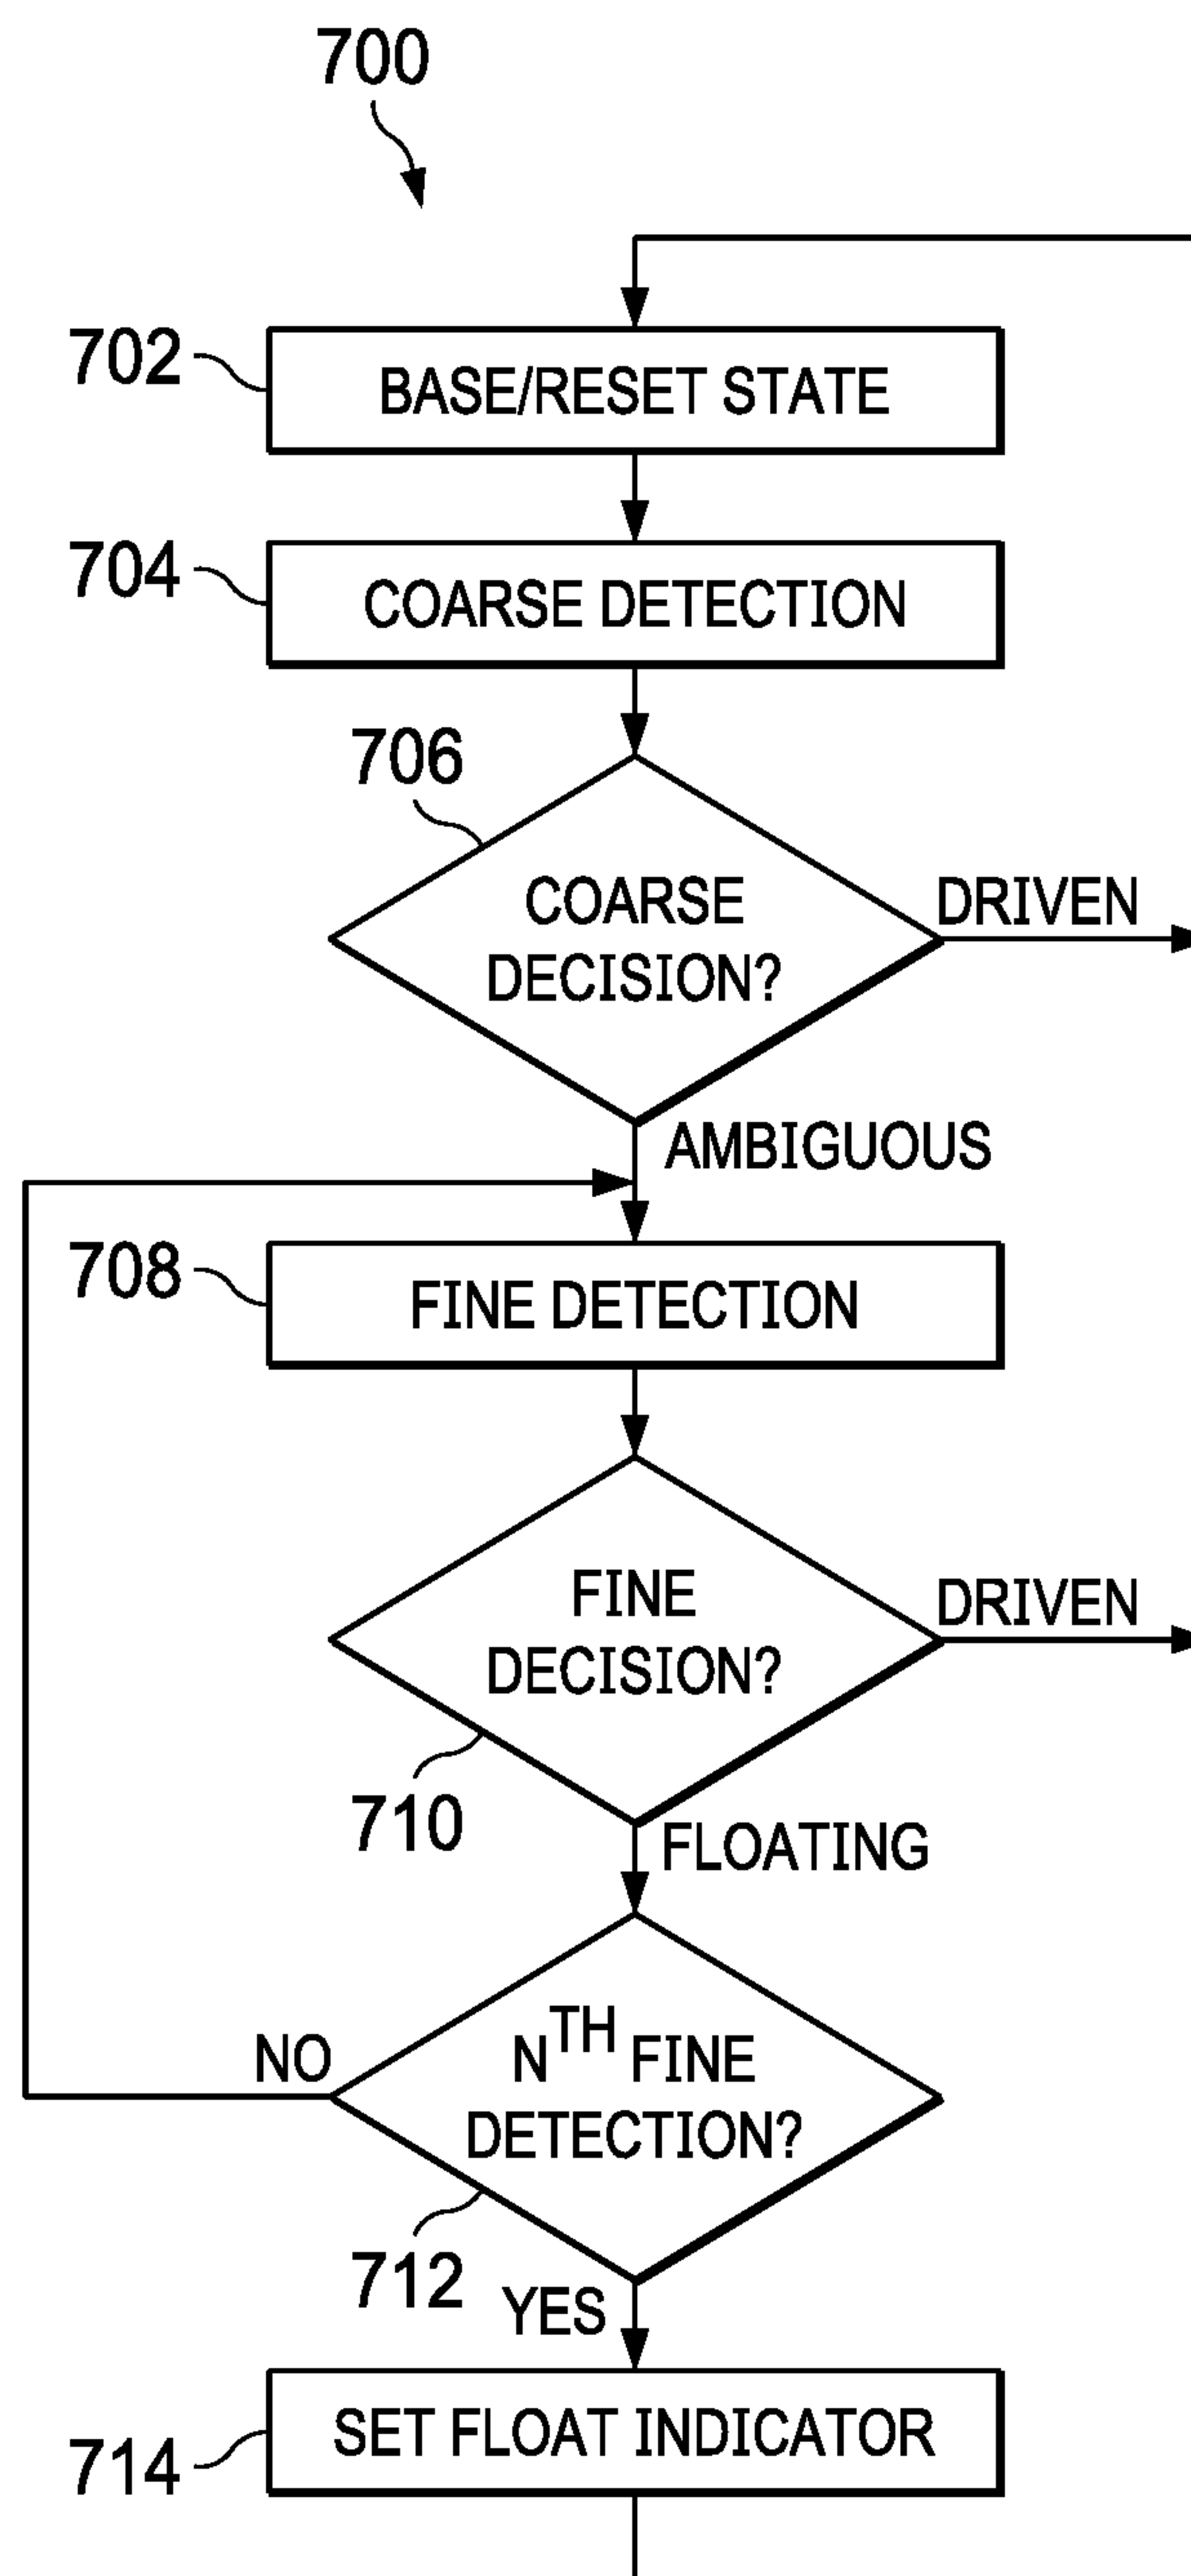 700
702
BASE/RESET STATE
704
COARSE DETECTION
706
COARSE
DECISION?
DRIVEN
AMBIGUOUS
708
FINE DETECTION
FINE
DECISION?
DRIVEN
710
FLOATING
NO
NTH FINE
DETECTION?
712
YES
SET FLOAT INDICATOR
714